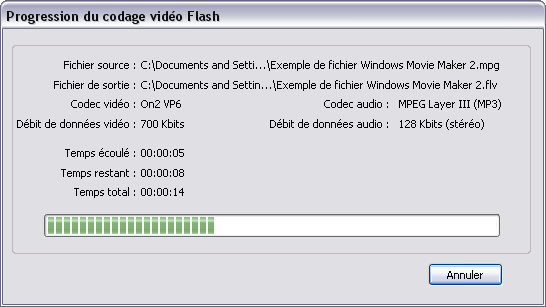 Progression du codage vidéo Flash
Fichier source : C:\Documents and Setti...\Exemple de fichier Windows Movie Maker 2.mpg
Fichier de sortie : C:\Documents and Settin...\Exemple de fichier Windows Movie Maker 2.flv
Codec vidéo : On2 VP6 Codec audio : MPEG Layer III (MP3)
Débit de données vidéo : 700 Kbits Débit de données audio : 128 Kbits (stéréo)
Temps écoulé : 00:00:05
Temps restant : 00:00:08
Temps total : 00:00:14
Annuler